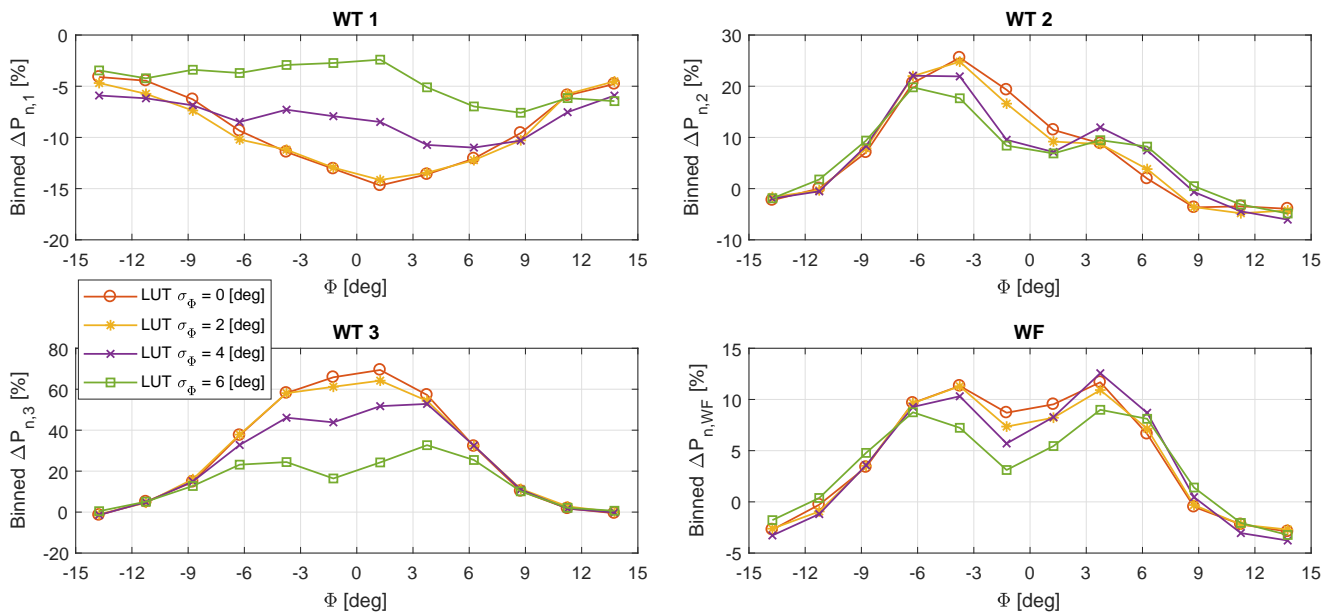 WT 1
0
-5
-10
-15
-20
Binned ΔP_{n,1} [%]
-15 -12 -9 -6 -3 0 3 6 9 12 15
Φ [deg]
WT 2
30
20
10
0
-10
Binned ΔP_{n,2} [%]
-15 -12 -9 -6 -3 0 3 6 9 12 15
Φ [deg]
LUT σ_Φ = 0 [deg]
LUT σ_Φ = 2 [deg]
LUT σ_Φ = 4 [deg]
LUT σ_Φ = 6 [deg]
WT 3
80
60
40
20
0
-20
Binned ΔP_{n,3} [%]
-15 -12 -9 -6 -3 0 3 6 9 12 15
Φ [deg]
WF
15
10
5
0
-5
Binned ΔP_{n,WF} [%]
-15 -12 -9 -6 -3 0 3 6 9 12 15
Φ [deg]